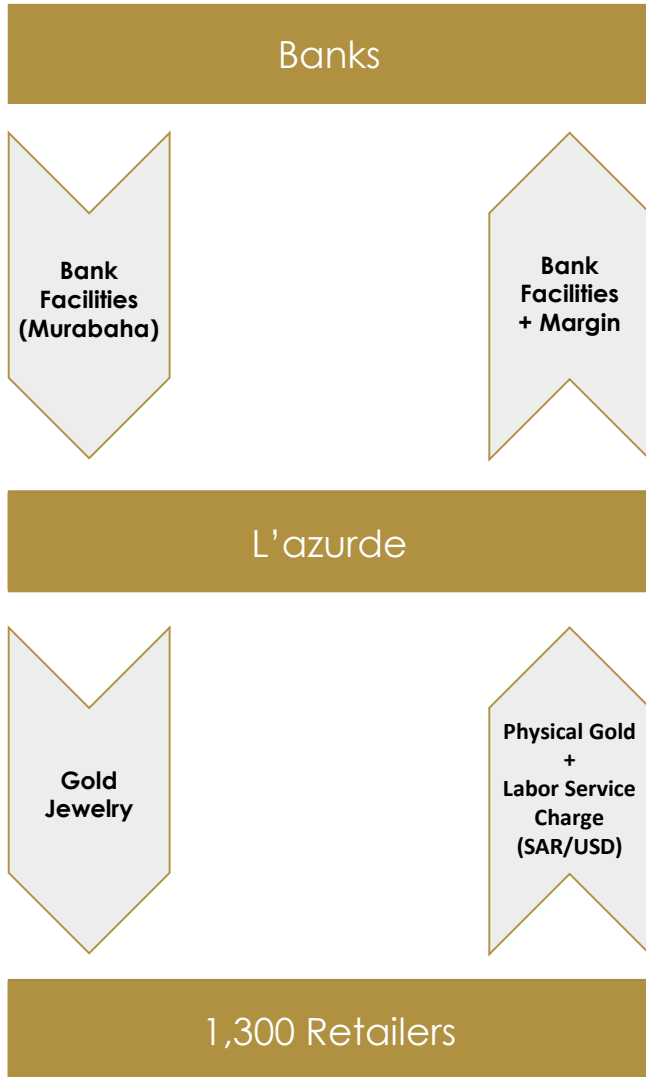 Banks
Bank
Facilities
(Murabaha)
Bank
Facilities
+ Margin
L’azurde
Gold
Jewelry
Physical Gold
+
Labor Service
Charge
(SAR/USD)
1,300 Retailers